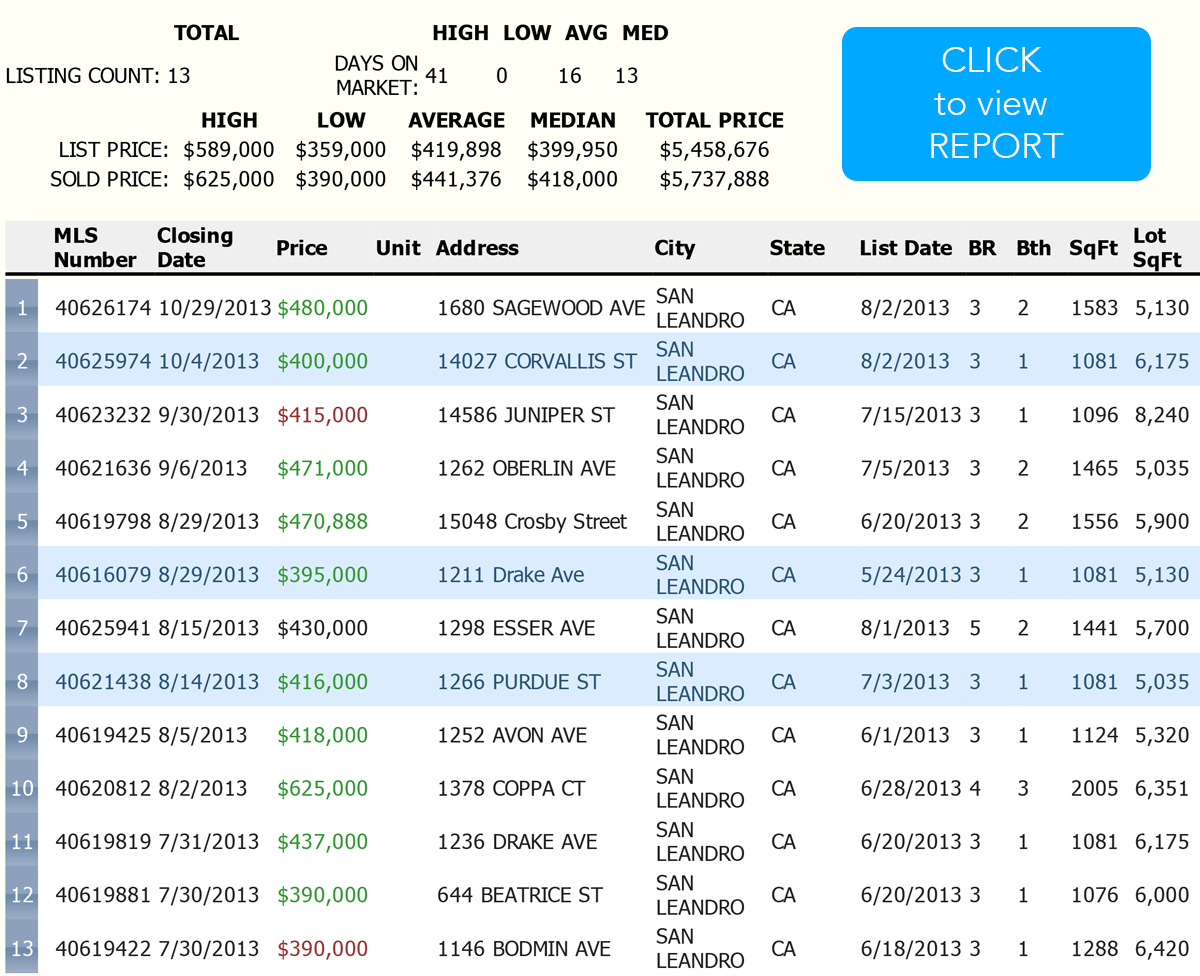 TOTAL HIGH LOW AVG MED
LISTING COUNT: 13 DAYS ON MARKET: 41 0 16 13
HIGH LOW AVERAGE MEDIAN TOTAL PRICE
LIST PRICE: $589,000 $359,000 $419,898 $399,950 $5,458,676
SOLD PRICE: $625,000 $390,000 $441,376 $418,000 $5,737,888
CLICK
to view
REPORT
MLS Number Closing Date Price Unit Address City State List Date BR Bth SqFt Lot SqFt
1 40626174 10/29/2013 $480,000 1680 SAGEWOOD AVE SAN LEANDRO CA 8/2/2013 3 2 1583 5,130
2 40625974 10/4/2013 $400,000 14027 CORVALLIS ST SAN LEANDRO CA 8/2/2013 3 1 1081 6,175
3 40623232 9/30/2013 $415,000 14586 JUNIPER ST SAN LEANDRO CA 7/15/2013 3 1 1096 8,240
4 40621636 9/6/2013 $471,000 1262 OBERLIN AVE SAN LEANDRO CA 7/5/2013 3 2 1465 5,035
5 40619798 8/29/2013 $470,888 15048 Crosby Street SAN LEANDRO CA 6/20/2013 3 2 1556 5,900
6 40616079 8/29/2013 $395,000 1211 Drake Ave SAN LEANDRO CA 5/24/2013 3 1 1081 5,130
7 40625941 8/15/2013 $430,000 1298 ESSER AVE SAN LEANDRO CA 8/1/2013 5 2 1441 5,700
8 40621438 8/14/2013 $416,000 1266 PURDUE ST SAN LEANDRO CA 7/3/2013 3 1 1081 5,035
9 40619425 8/5/2013 $418,000 1252 AVON AVE SAN LEANDRO CA 6/1/2013 3 1 1124 5,320
10 40620812 8/2/2013 $625,000 1378 COPPA CT SAN LEANDRO CA 6/28/2013 4 3 2005 6,351
11 40619819 7/31/2013 $437,000 1236 DRAKE AVE SAN LEANDRO CA 6/20/2013 3 1 1081 6,175
12 40619881 7/30/2013 $390,000 644 BEATRICE ST SAN LEANDRO CA 6/20/2013 3 1 1076 6,000
13 40619422 7/30/2013 $390,000 1146 BODMIN AVE SAN LEANDRO CA 6/18/2013 3 1 1288 6,420